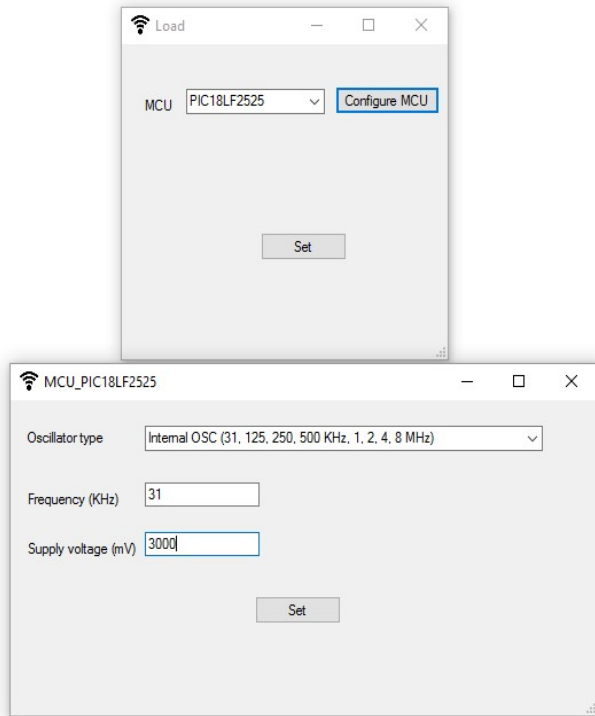 Load
MCU PIC18LF2525 Configure MCU
Set
MCU_PIC18LF2525
Oscillator type Internal OSC (31, 125, 250, 500 KHz, 1, 2, 4, 8 MHz)
Frequency (KHz) 31
Supply voltage (mV) 3000
Set